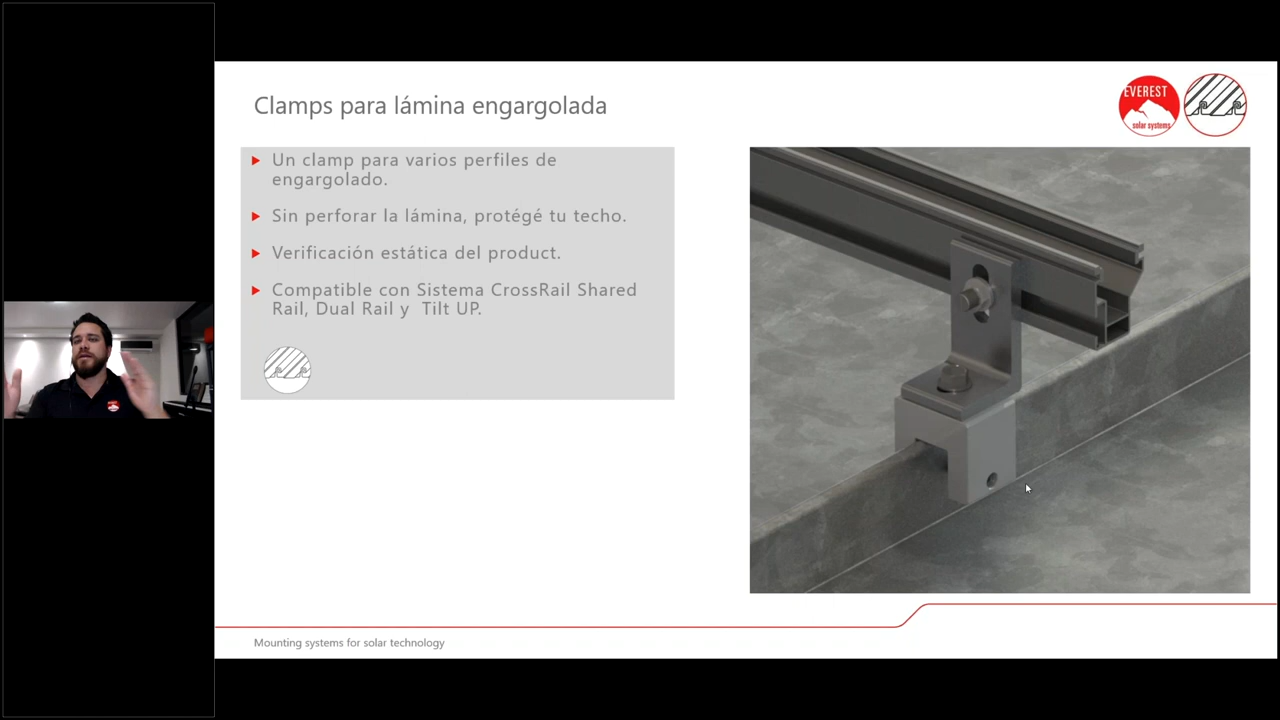 Clamps para lámina engargolada
EVEREST
solar systems
Un clamp para varios perfiles de
engargolado.
Sin perforar la lámina, protégé tu techo.
Verificación estática del product.
Compatible con Sistema CrossRail Shared
Rail, Dual Rail y Tilt UP.
Mounting systems for solar technology